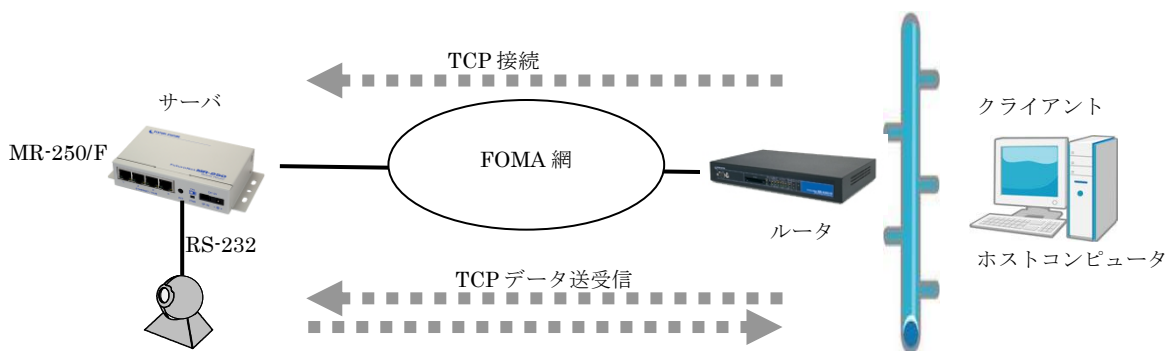 TCP 接続
サーバ
クライアント
MR-250/F
FOMA 網
ルータ
RS-232
ホストコンピュータ
TCP データ送受信